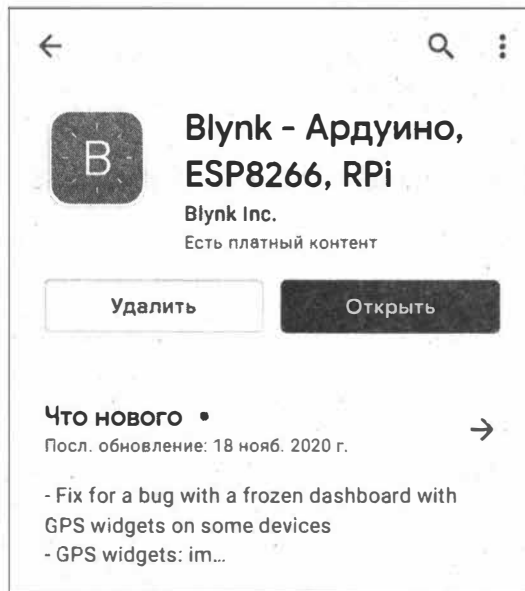 B
Blynk - Ардуино,
ESP8266, RPi
Blynk Inc.
Есть платный контент
Удалить
Открыть
Что нового •
Посл. обновление: 18 нояб. 2020 г.
- Fix for a bug with a frozen dashboard with
GPS widgets on some devices
- GPS widgets: im...